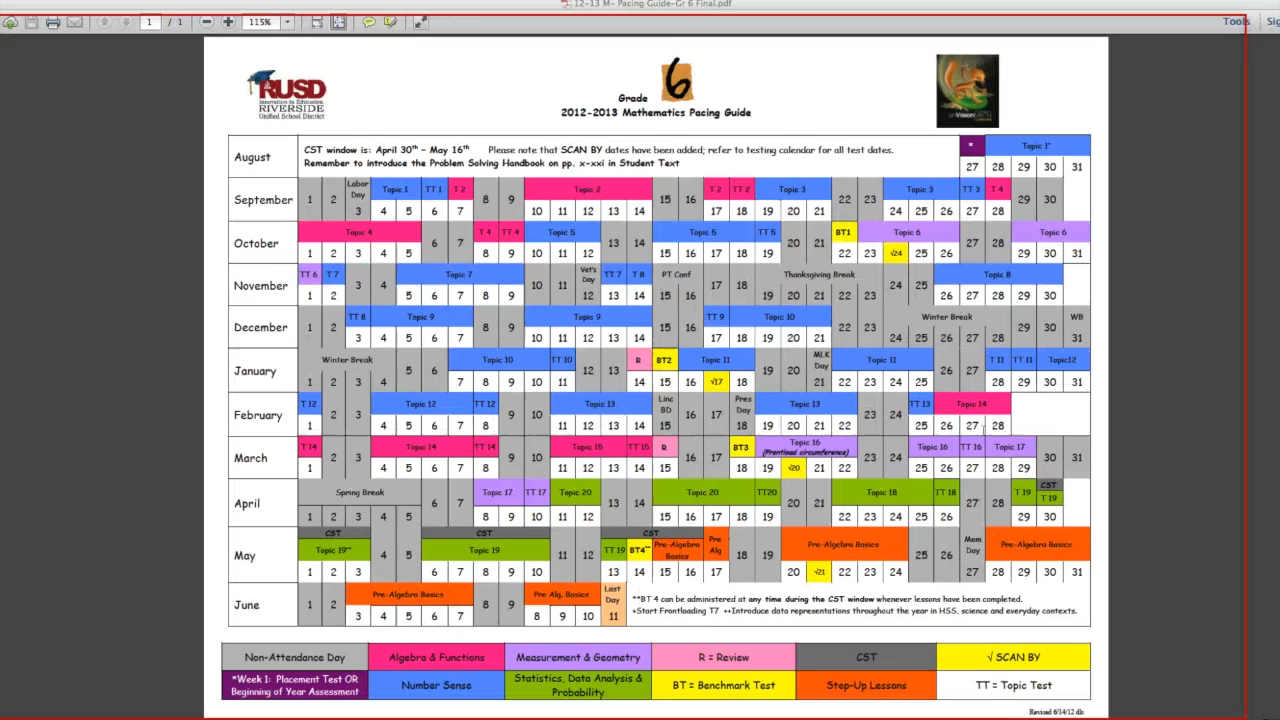 12-13 M- Pacing Guide-Gr 6 Final.pdf
1 / 1 115% Tools
RUSD
Innovation in Education
RIVERSIDE
Unified School District
Grade 6
2012-2013 Mathematics Pacing Guide
August
CST window is: April 30th – May 16th Please note that SCAN BY dates have been added; refer to testing calendar for all test dates.
Remember to introduce the Problem Solving Handbook on pp. x-xxi in Student Text
* Topic 1+
27 28 29 30 31
September
Labor Day Topic 1 TT 1 T 2 Topic 2 T 2 TT 2 Topic 3 Topic 3 TT 3 T 4
1 2 3 4 5 6 7 8 9 10 11 12 13 14 15 16 17 18 19 20 21 22 23 24 25 26 27 28 29 30
October
Topic 4 T 4 TT 4 Topic 5 Topic 5 TT 5 BT1 Topic 6 Topic 6
1 2 3 4 5 6 7 8 9 10 11 12 13 14 15 16 17 18 19 20 21 22 23 √24 25 26 27 28 29 30 31
November
TT 6 T 7 Topic 7 Vet's Day TT 7 T 8 PT Conf Thanksgiving Break Topic 8
1 2 3 4 5 6 7 8 9 10 11 12 13 14 15 16 17 18 19 20 21 22 23 24 25 26 27 28 29 30
December
TT 8 Topic 9 Topic 9 TT 9 Topic 10 Winter Break WB
1 2 3 4 5 6 7 8 9 10 11 12 13 14 15 16 17 18 19 20 21 22 23 24 25 26 27 28 29 30 31
January
Winter Break Topic 10 TT 10 R BT2 Topic 11 MLK Day Topic 11 T 11 TT 11 Topic12
1 2 3 4 5 6 7 8 9 10 11 12 13 14 15 16 √17 18 19 20 21 22 23 24 25 26 27 28 29 30 31
February
T 12 Topic 12 TT 12 Topic 13 Linc BD Pres Day Topic 13 TT 13 Topic 14
1 2 3 4 5 6 7 8 9 10 11 12 13 14 15 16 17 18 19 20 21 22 23 24 25 26 27 28
March
T 14 Topic 14 TT 14 Topic 15 TT 15 R BT3 Topic 16 (Frontload circumference) Topic 16 TT 16 Topic 17
1 2 3 4 5 6 7 8 9 10 11 12 13 14 15 16 17 18 19 √20 21 22 23 24 25 26 27 28 29 30 31
April
Spring Break Topic 17 TT 17 Topic 20 Topic 20 TT20 Topic 18 TT 18 T 19 CST T 19
1 2 3 4 5 6 7 8 9 10 11 12 13 14 15 16 17 18 19 20 21 22 23 24 25 26 27 28 29 30
May
CST CST CST
Topic 19++ Topic 19 TT 19 BT4** Pre-Algebra Basics Pre Alg Pre-Algebra Basics Mem Day Pre-Algebra Basics
1 2 3 4 5 6 7 8 9 10 11 12 13 14 15 16 17 18 19 20 √21 22 23 24 25 26 27 28 29 30 31
June
Pre-Algebra Basics Pre Alg. Basics Last Day
1 2 3 4 5 6 7 8 9 8 9 10 11
**BT 4 can be administered at any time during the CST window whenever lessons have been completed.
+Start Frontloading T7 ++Introduce data representations throughout the year in HSS, science and everyday contexts.
Non-Attendance Day Algebra & Functions Measurement & Geometry R = Review CST √ SCAN BY
*Week 1: Placement Test OR Beginning of Year Assessment Number Sense Statistics, Data Analysis & Probability BT = Benchmark Test Step-Up Lessons TT = Topic Test
Revised 6/14/12 dls